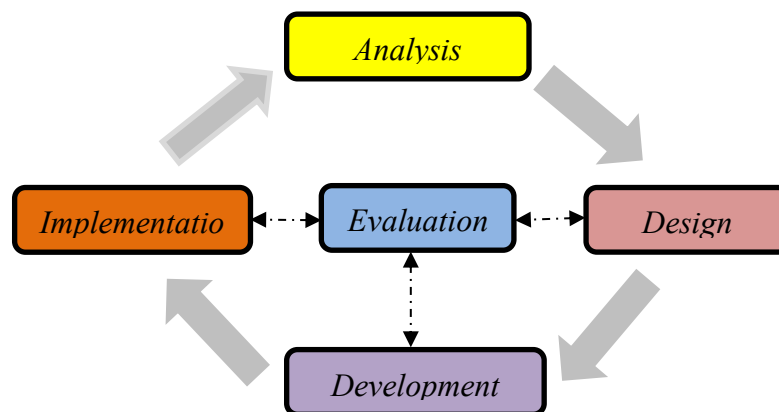 Analysis
Implementatio
Evaluation
Design
Development